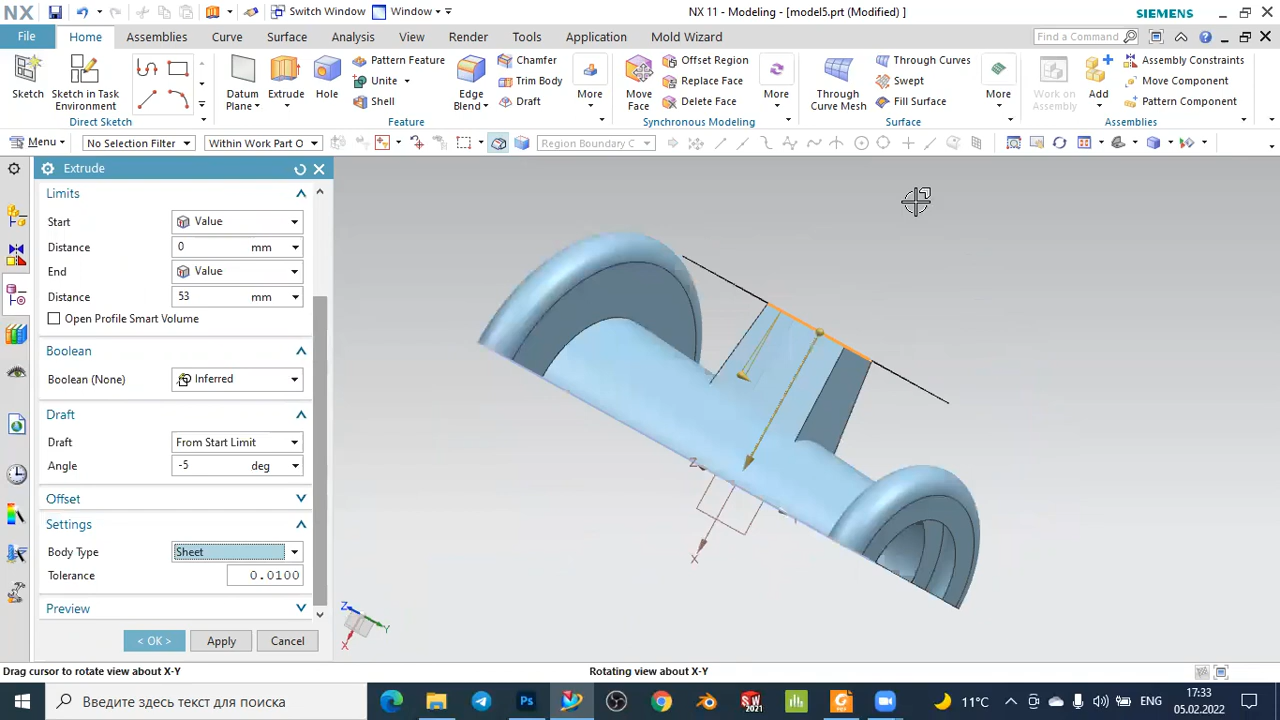 NX
Switch Window
Window
NX 11 - Modeling - [model5.prt (Modified) ]
SIEMENS
File
Home
Assemblies
Curve
Surface
Analysis
View
Render
Tools
Application
Mold Wizard
Find a Command
Sketch
Sketch in Task
Environment
Direct Sketch
Datum
Plane
Extrude
Hole
Pattern Feature
Unite
Shell
Edge
Blend
Chamfer
Trim Body
Draft
More
Feature
Move
Face
Offset Region
Replace Face
Delete Face
More
Synchronous Modeling
Through
Curve Mesh
Through Curves
Swept
Fill Surface
More
Surface
Work on
Assembly
Add
Assembly Constraints
Move Component
Pattern Component
Assemblies
Menu
No Selection Filter
Within Work Part O
Region Boundary C
Extrude
Limits
Start
Value
Distance
0 mm
End
Value
Distance
53 mm
Open Profile Smart Volume
Boolean
Boolean (None)
Inferred
Draft
Draft
From Start Limit
Angle
-5 deg
Offset
Settings
Body Type
Sheet
Tolerance
0.0100
Preview
< OK >
Apply
Cancel
Z
X
Z
Y
X
Drag cursor to rotate view about X-Y
Rotating view about X-Y
Введите здесь текст для поиска
Ps
SW
2021
11°C
ENG
17:33
05.02.2022